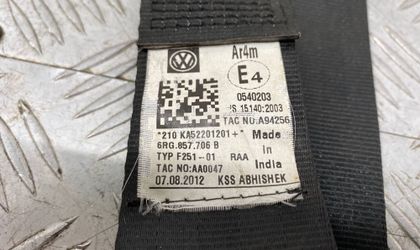 Ar4m
E4
0540203
IS 15140:2003
TAC NO.:A94256
*210 KA52201201+* Made
6RG.857.706 B in
TYP F251-01 RAA India
TAC NO:AA0047
07.08.2012 KSS ABHISHEK